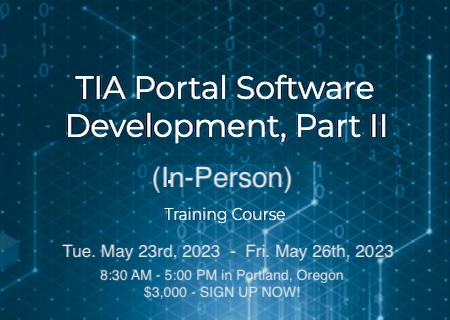 TIA Portal Software
Development, Part II
(In-Person)
Training Course
Tue. May 23rd, 2023 - Fri. May 26th, 2023
8:30 AM - 5:00 PM in Portland, Oregon
$3,000 - SIGN UP NOW!